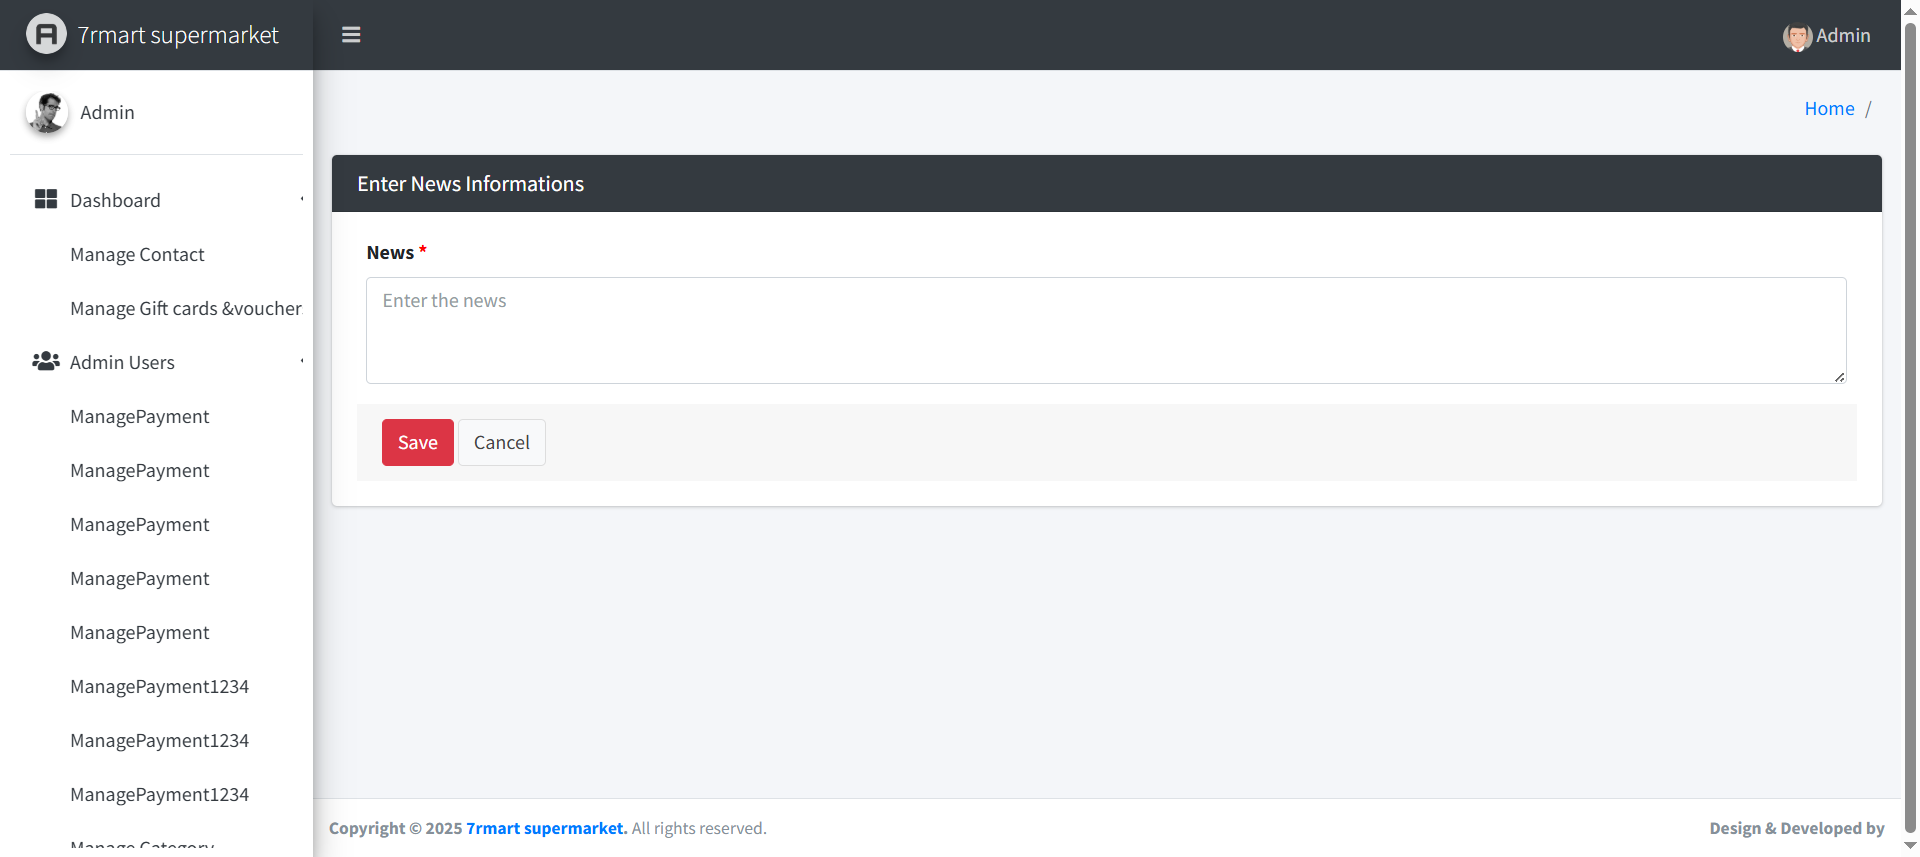 7rmart supermarket
Admin
Admin
Home /
Dashboard
Manage Contact
Manage Gift cards &voucher
Admin Users
ManagePayment
ManagePayment
ManagePayment
ManagePayment
ManagePayment
ManagePayment1234
ManagePayment1234
ManagePayment1234
Manage Category
Enter News Informations
News *
Enter the news
Save
Cancel
Copyright © 2025 7rmart supermarket. All rights reserved.
Design & Developed by